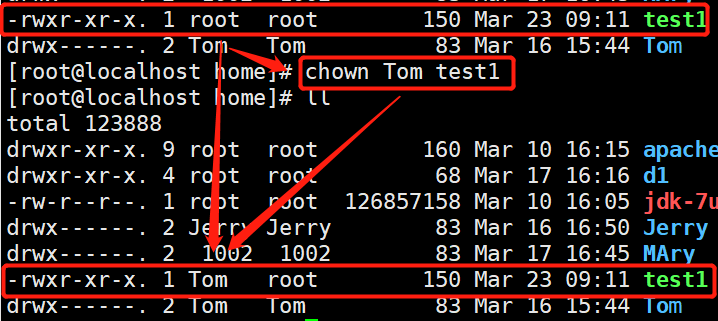 -rwxr-xr-x. 1 root root 150 Mar 23 09:11 test1
drwx------. 2 Tom Tom 83 Mar 16 15:44 Tom
[root@localhost home]# chown Tom test1
[root@localhost home]# ll
total 123888
drwxr-xr-x. 9 root root 160 Mar 10 16:15 apache
drwxr-xr-x. 4 root root 68 Mar 17 16:16 d1
-rw-r--r--. 1 root root 126857158 Mar 10 16:05 jdk-7u
drwx------. 2 Jerry Jerry 83 Mar 16 16:50 Jerry
drwx------. 2 1002 1002 83 Mar 17 16:45 MAry
-rwxr-xr-x. 1 Tom root 150 Mar 23 09:11 test1
drwx------. 2 Tom Tom 83 Mar 16 15:44 Tom